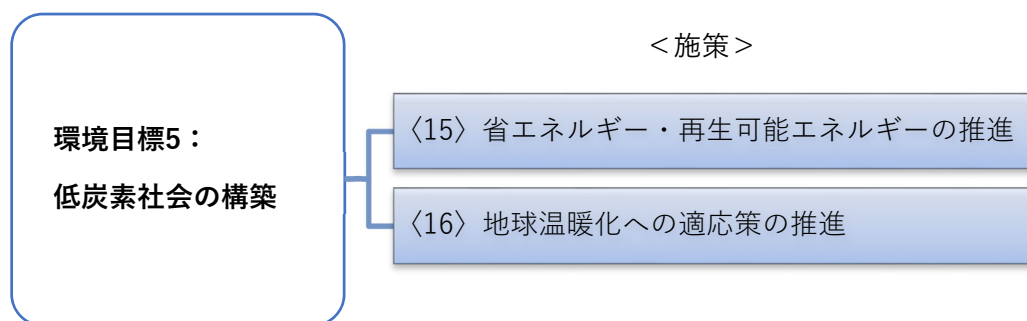 ＜施策＞
環境目標5：
低炭素社会の構築
〈15〉省エネルギー・再生可能エネルギーの推進
〈16〉地球温暖化への適応策の推進